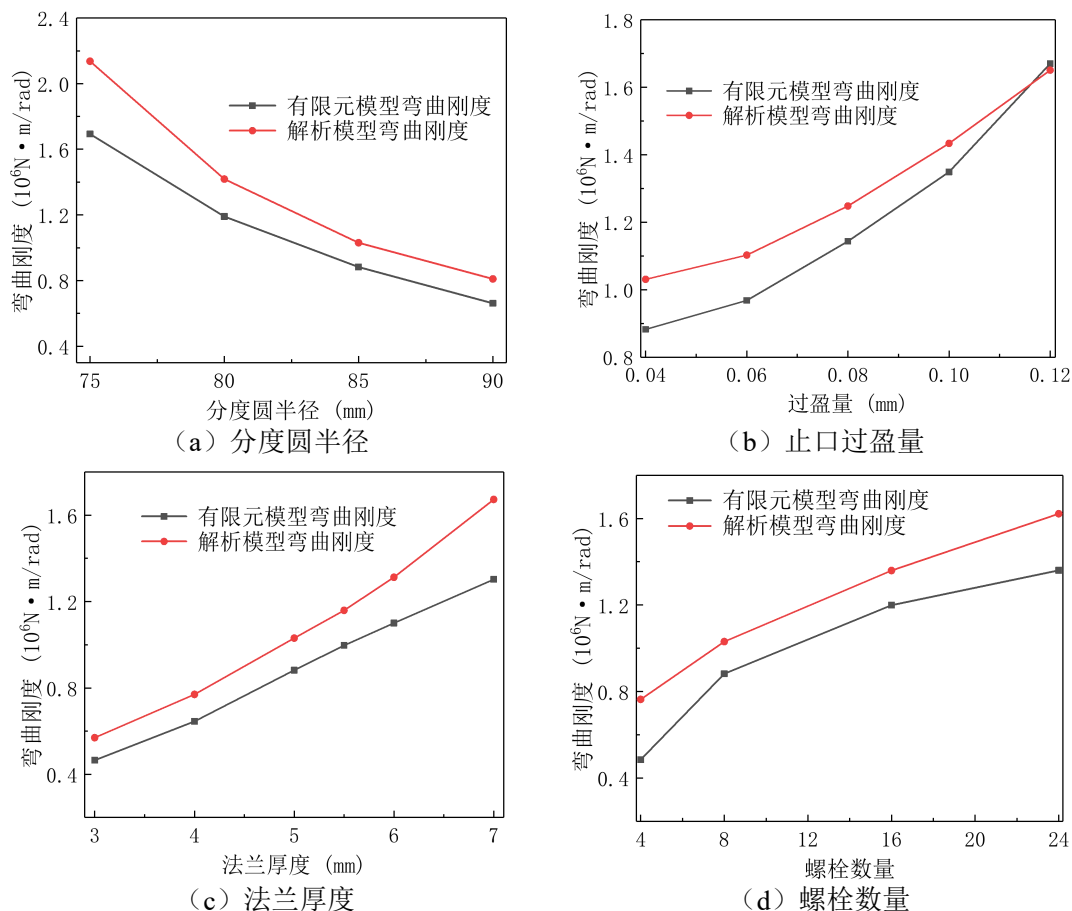 2.4
2.0
1.6
1.2
0.8
0.4
弯曲刚度 (10⁶N·m/rad)
有限元模型弯曲刚度
解析模型弯曲刚度
75 80 85 90
分度圆半径 (mm)
（a）分度圆半径
1.8
1.6
1.4
1.2
1.0
0.8
弯曲刚度 (10⁶N·m/rad)
有限元模型弯曲刚度
解析模型弯曲刚度
0.04 0.06 0.08 0.10 0.12
过盈量 (mm)
（b）止口过盈量
1.6
1.2
0.8
0.4
弯曲刚度 (10⁶N·m/rad)
有限元模型弯曲刚度
解析模型弯曲刚度
3 4 5 6 7
法兰厚度 (mm)
（c）法兰厚度
1.6
1.2
0.8
0.4
弯曲刚度 (10⁶N·m/rad)
有限元模型弯曲刚度
解析模型弯曲刚度
4 8 12 16 20 24
螺栓数量
（d）螺栓数量